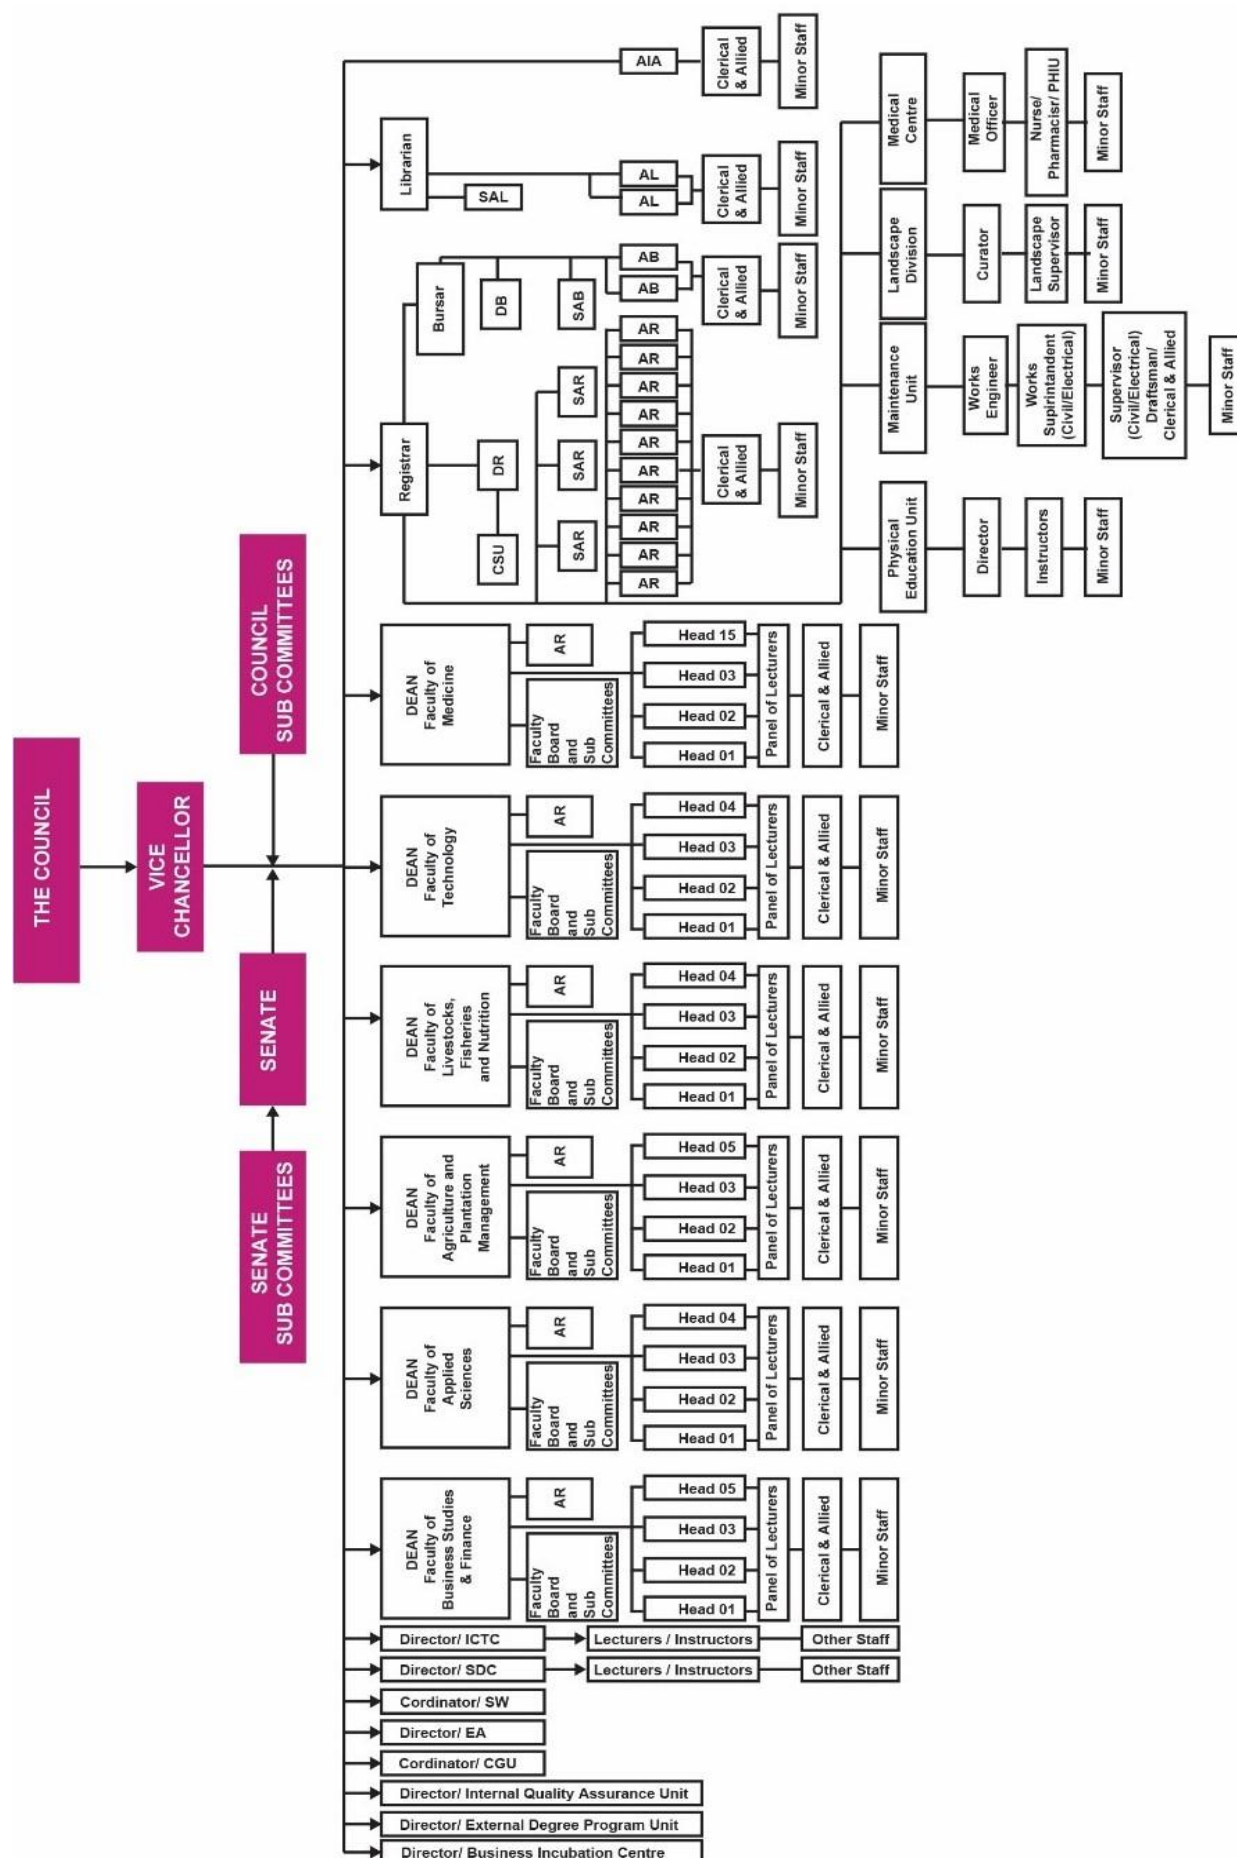 THE COUNCIL
VICE
CHANCELLOR
COUNCIL
SUB COMMITTEES
SENATE
SENATE
SUB COMMITTEES
AIA
Clerical
& Allied
Minor Staff
Librarian
SAL
AL
AL
Clerical
& Allied
Minor Staff
Bursar
DB
SAB
AB
AB
Clerical
& Allied
Minor Staff
Registrar
DR
CSU
SAR
SAR
SAR
AR
AR
AR
AR
AR
AR
AR
AR
AR
AR
Clerical
& Allied
Minor Staff
Medical
Centre
Medical
Officer
Nurse/
Pharmacisr/ PHIU
Minor Staff
Landscape
Division
Curator
Landscape
Supervisor
Minor Staff
Maintenance
Unit
Works
Engineer
Works
Supirintandent
(Civil/Electrical)
Supervisor
(Civil/Electrical)
Draftsman/
Clerical & Allied
Minor Staff
Physical
Education Unit
Director
Instructors
Minor Staff
DEAN
Faculty of
Medicine
AR
Faculty
Board
and Sub
Committees
Head 15
Head 03
Head 02
Head 01
Panel of Lecturers
Clerical & Allied
Minor Staff
DEAN
Faculty of
Technology
AR
Faculty
Board
and Sub
Committees
Head 04
Head 03
Head 02
Head 01
Panel of Lecturers
Clerical & Allied
Minor Staff
DEAN
Faculty of
Livestocks,
Fisheries
and Nutrition
AR
Faculty
Board
and Sub
Committees
Head 04
Head 03
Head 02
Head 01
Panel of Lecturers
Clerical & Allied
Minor Staff
DEAN
Faculty of
Agriculture and
Plantation
Management
AR
Faculty
Board
and Sub
Committees
Head 05
Head 03
Head 02
Head 01
Panel of Lecturers
Clerical & Allied
Minor Staff
DEAN
Faculty of
Applied
Sciences
AR
Faculty
Board
and Sub
Committees
Head 04
Head 03
Head 02
Head 01
Panel of Lecturers
Clerical & Allied
Minor Staff
DEAN
Faculty of
Business Studies
& Finance
AR
Faculty
Board
and Sub
Committees
Head 05
Head 03
Head 02
Head 01
Panel of Lecturers
Clerical & Allied
Minor Staff
Director/ ICTC
Lecturers / Instructors
Other Staff
Director/ SDC
Lecturers / Instructors
Other Staff
Cordinator/ SW
Director/ EA
Cordinator/ CGU
Director/ Internal Quality Assurance Unit
Director/ External Degree Program Unit
Director/ Business Incubation Centre